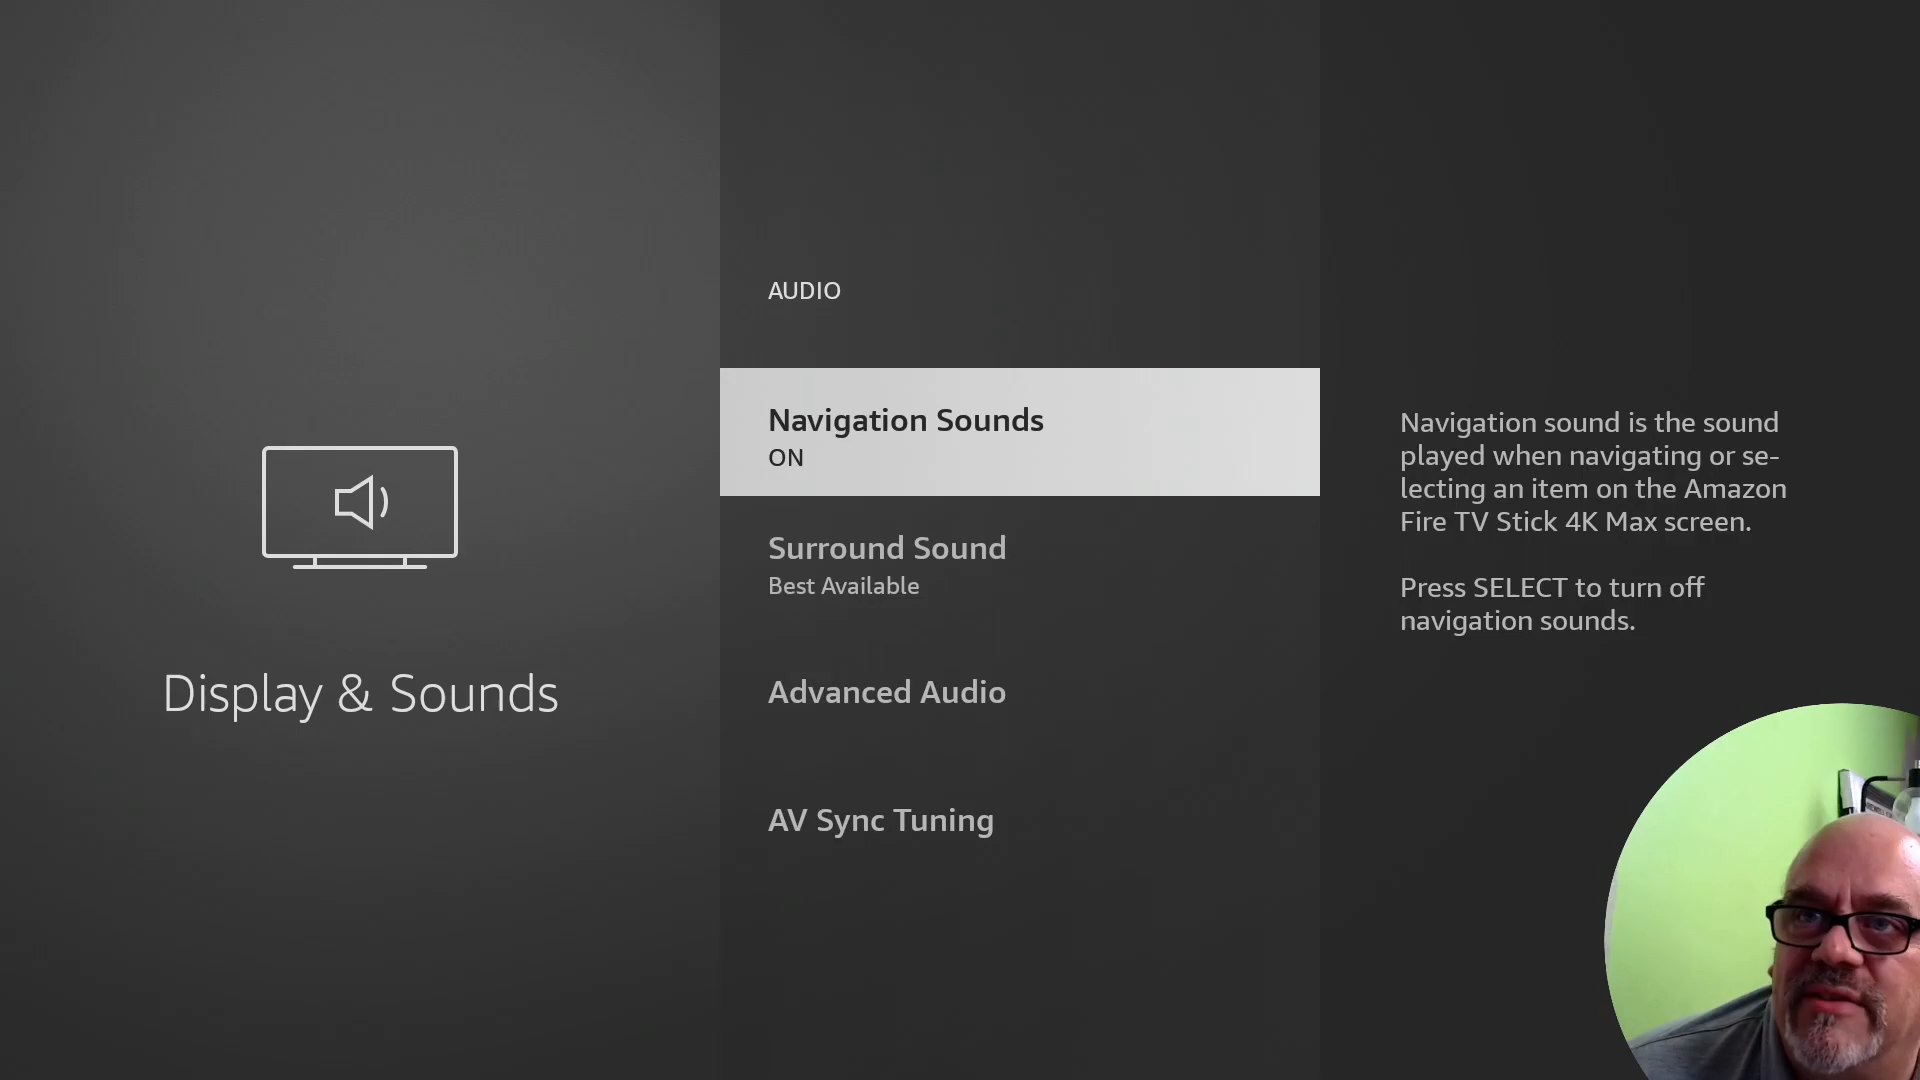 Display & Sounds
AUDIO
Navigation Sounds
ON
Surround Sound
Best Available
Advanced Audio
AV Sync Tuning
Navigation sound is the sound
played when navigating or se-
lecting an item on the Amazon
Fire TV Stick 4K Max screen.
Press SELECT to turn off
navigation sounds.